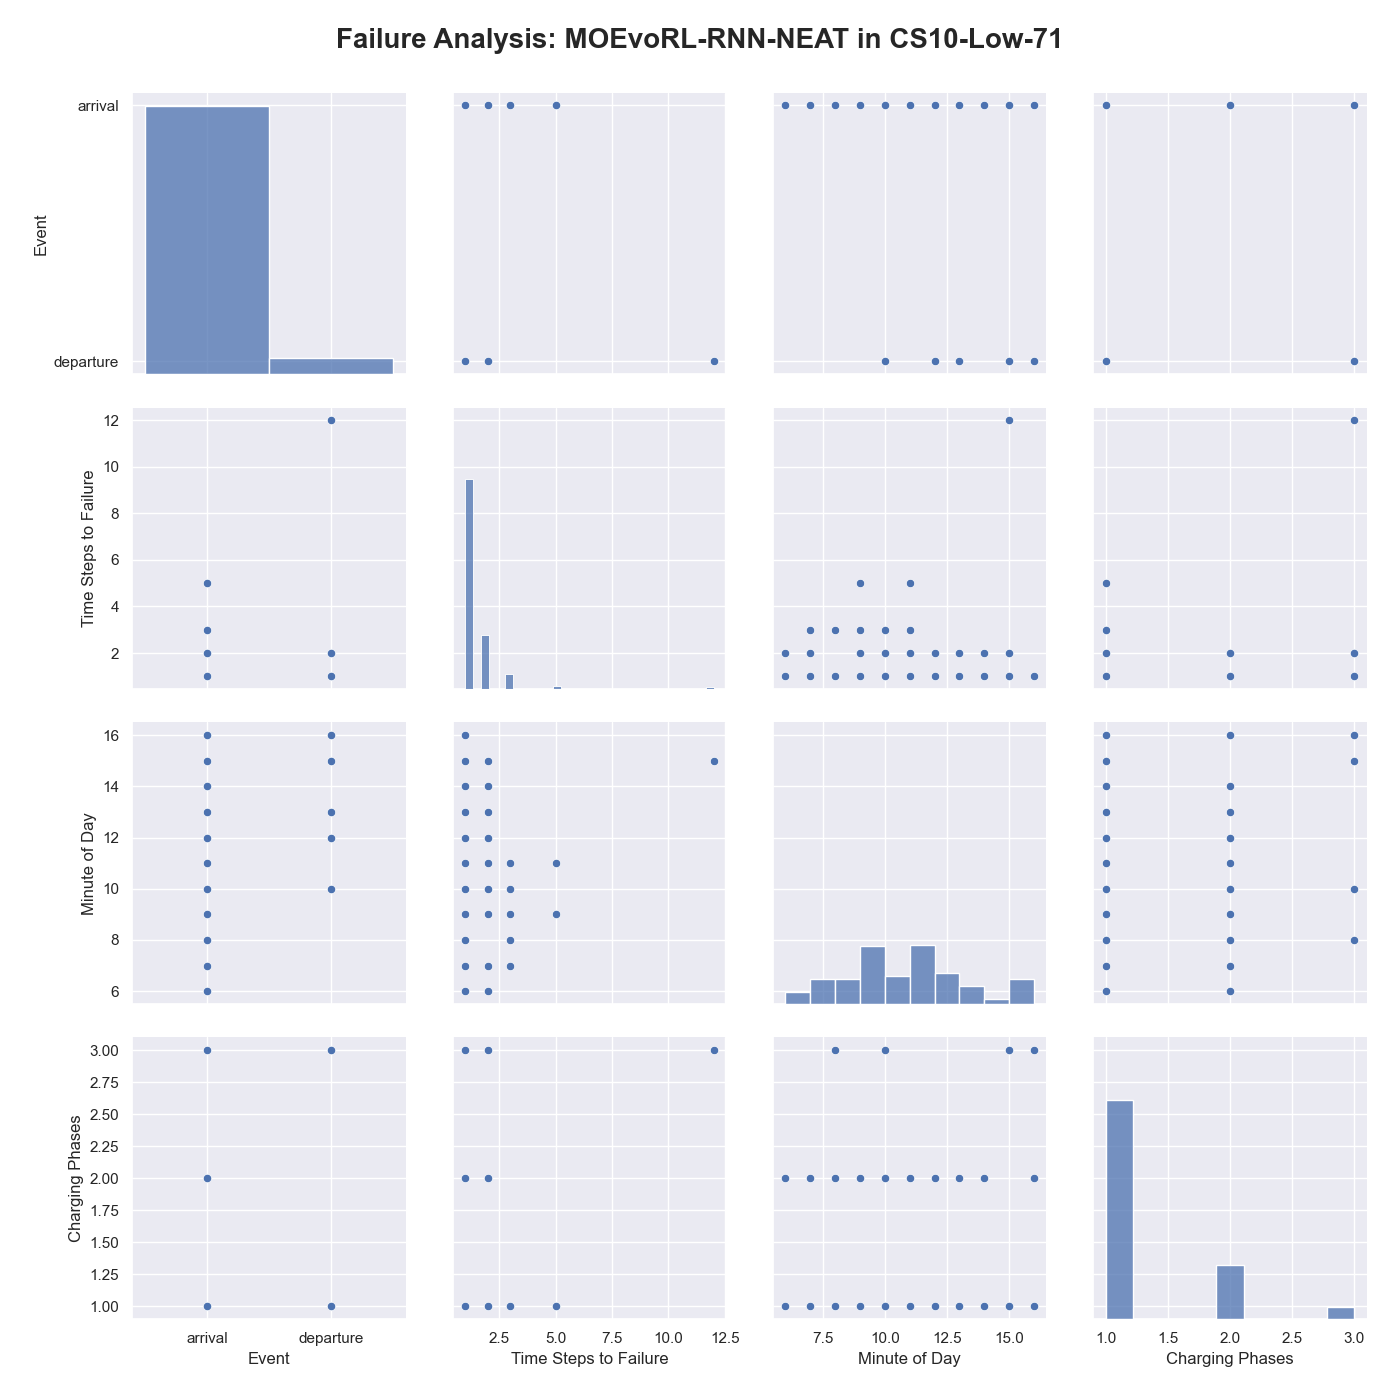 Failure Analysis: MOEvoRL-RNN-NEAT in CS10-Low-71
arrival
Event
departure
12
10
8
6
4
2
Time Steps to Failure
16
14
12
10
8
6
Minute of Day
3.00
2.75
2.50
2.25
2.00
1.75
1.50
1.25
1.00
Charging Phases
arrival departure
2.5 5.0 7.5 10.0 12.5
7.5 10.0 12.5 15.0
1.0 1.5 2.0 2.5 3.0
Event
Time Steps to Failure
Minute of Day
Charging Phases